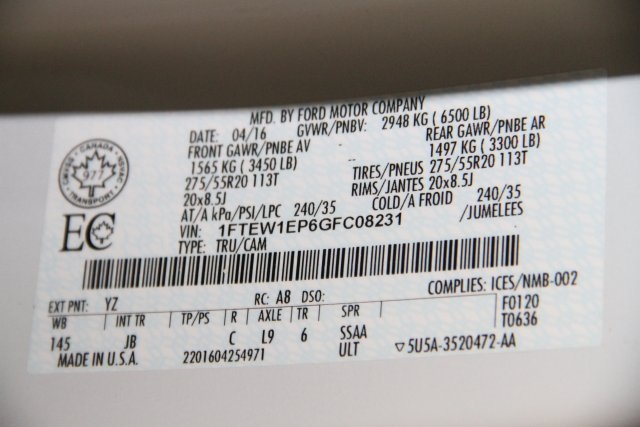 MFD. BY FORD MOTOR COMPANY
DATE: 04/16 GVWR/PNBV: 2948 KG ( 6500 LB)
FRONT GAWR/PNBE AV REAR GAWR/PNBE AR
1565 KG ( 3450 LB) 1497 KG ( 3300 LB)
275/55R20 113T TIRES/PNEUS 275/55R20 113T
20x8.5J RIMS/JANTES 20x8.5J
AT/A kPa/PSI/LPC 240/35 COLD/A FROID 240/35
/JUMELEES
VIN: 1FTEW1EP6GFC08231
TYPE: TRU/CAM
CANADA
977
TRANSPORT
EC
COMPLIES: ICES/NMB-002
EXT PNT: YZ RC: A8 DSO: F0120
WB INT TR TP/PS R AXLE TR SPR T0636
145 JB C L9 6 SSAA
MADE IN U.S.A. 2201604254971 ULT ▽5U5A-3520472-AA